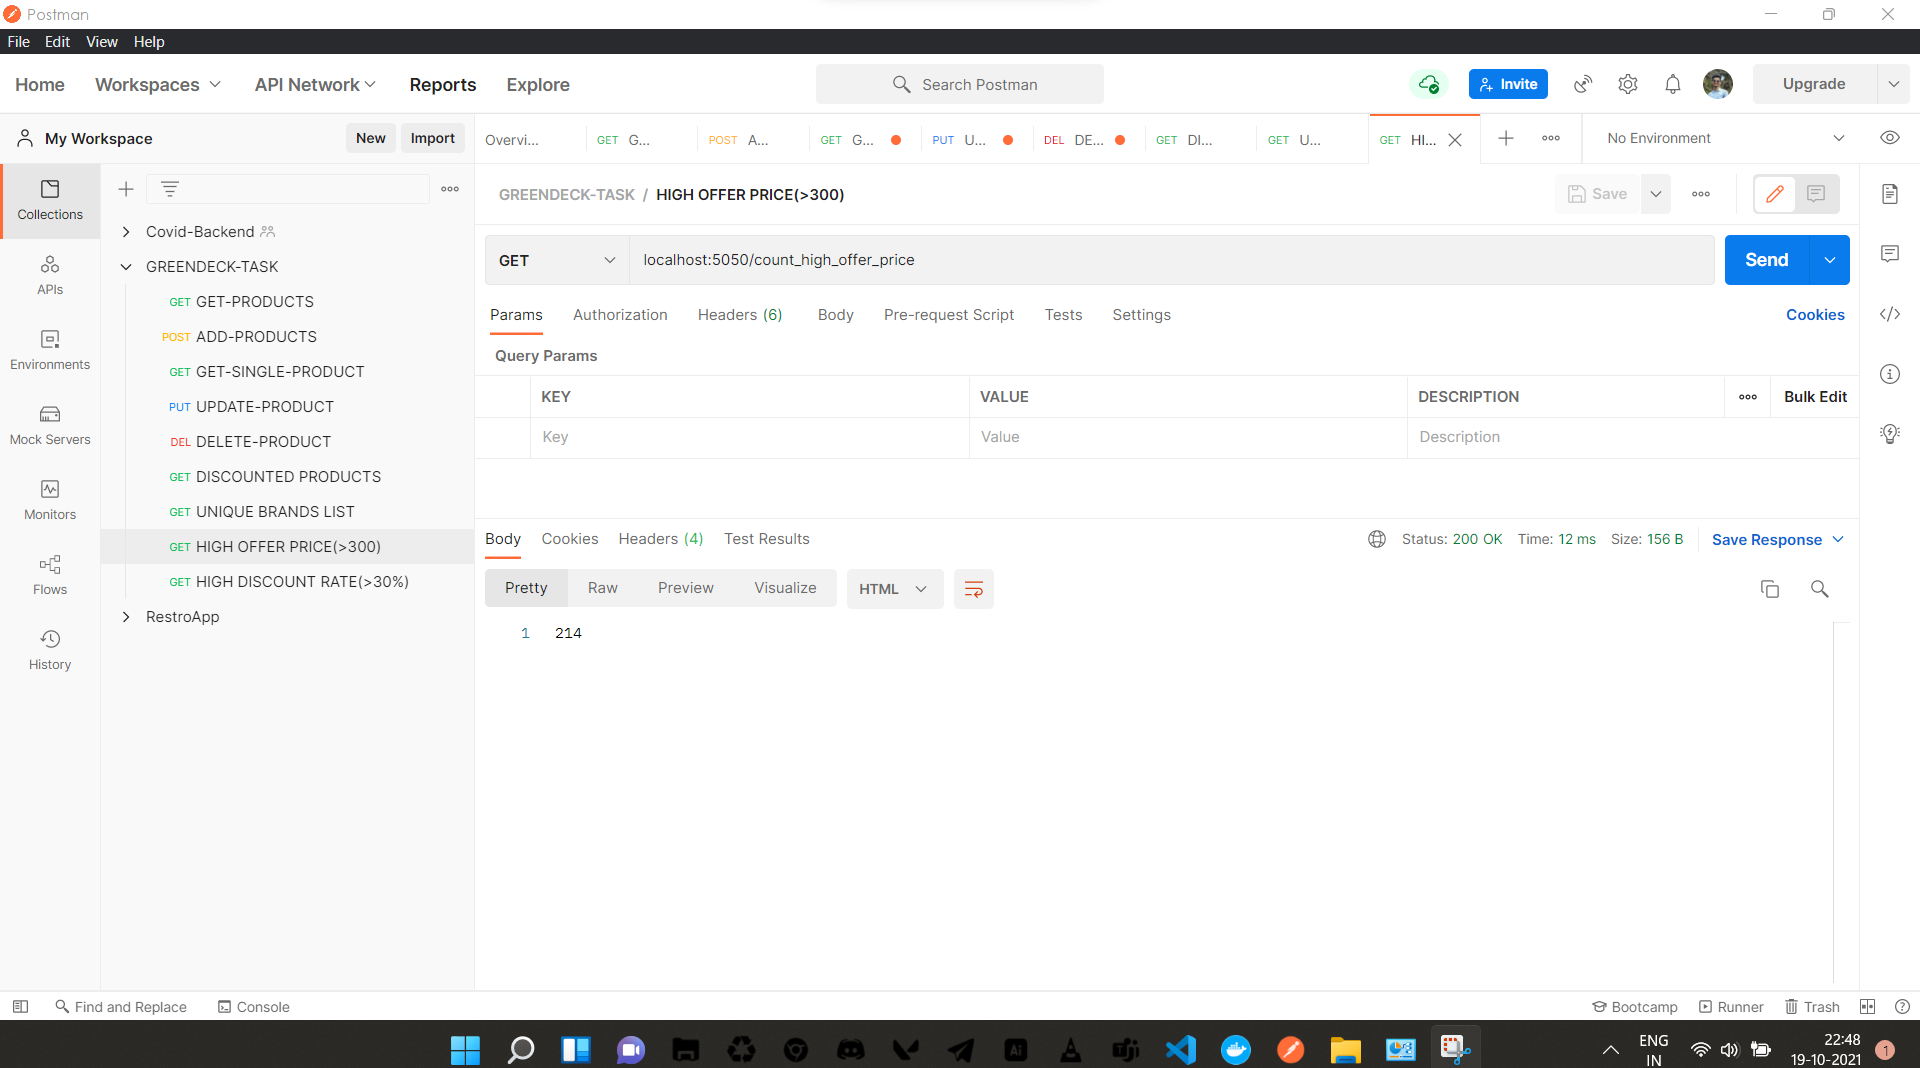 Postman
File Edit View Help
Home Workspaces API Network Reports Explore
Search Postman
Invite
Upgrade
My Workspace
New Import
Overvi...
GET G...
POST A...
GET G...
PUT U...
DEL DE...
GET DI...
GET U...
GET HI...
No Environment
Collections
APIs
Environments
Mock Servers
Monitors
Flows
History
Covid-Backend
GREENDECK-TASK
GET GET-PRODUCTS
POST ADD-PRODUCTS
GET GET-SINGLE-PRODUCT
PUT UPDATE-PRODUCT
DEL DELETE-PRODUCT
GET DISCOUNTED PRODUCTS
GET UNIQUE BRANDS LIST
GET HIGH OFFER PRICE(>300)
GET HIGH DISCOUNT RATE(>30%)
RestroApp
GREENDECK-TASK / HIGH OFFER PRICE(>300)
Save
GET localhost:5050/count_high_offer_price
Send
Params Authorization Headers (6) Body Pre-request Script Tests Settings
Cookies
Query Params
KEY VALUE DESCRIPTION
Bulk Edit
Key Value Description
Body Cookies Headers (4) Test Results
Status: 200 OK Time: 12 ms Size: 156 B
Save Response
Pretty Raw Preview Visualize
HTML
1 214
Find and Replace Console
Bootcamp Runner Trash
Ai
ENG
IN
22:48
19-10-2021
1